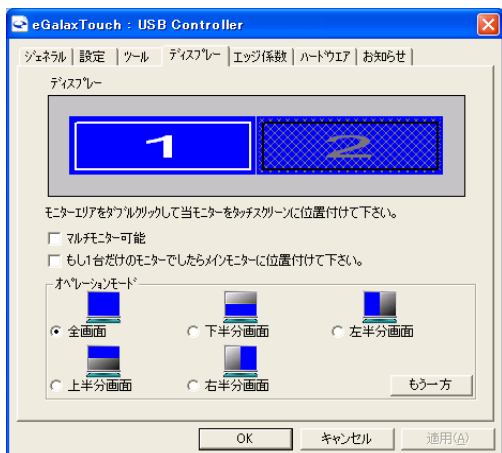 eGalaxTouch : USB Controller
ジェネラル 設定 ツール ディスプレー エッジ係数 ハードウエア お知らせ
ディスプレー
1 2
モニターエリアをダブルクリックして当モニターをタッチスクリーンに位置付けて下さい。
マルチモニター可能
もし1台だけのモニターでしたらメインモニターに位置付けて下さい。
オペレーションモード
全画面 下半分画面 左半分画面
上半分画面 右半分画面 もう一方
OK キャンセル 適用(A)